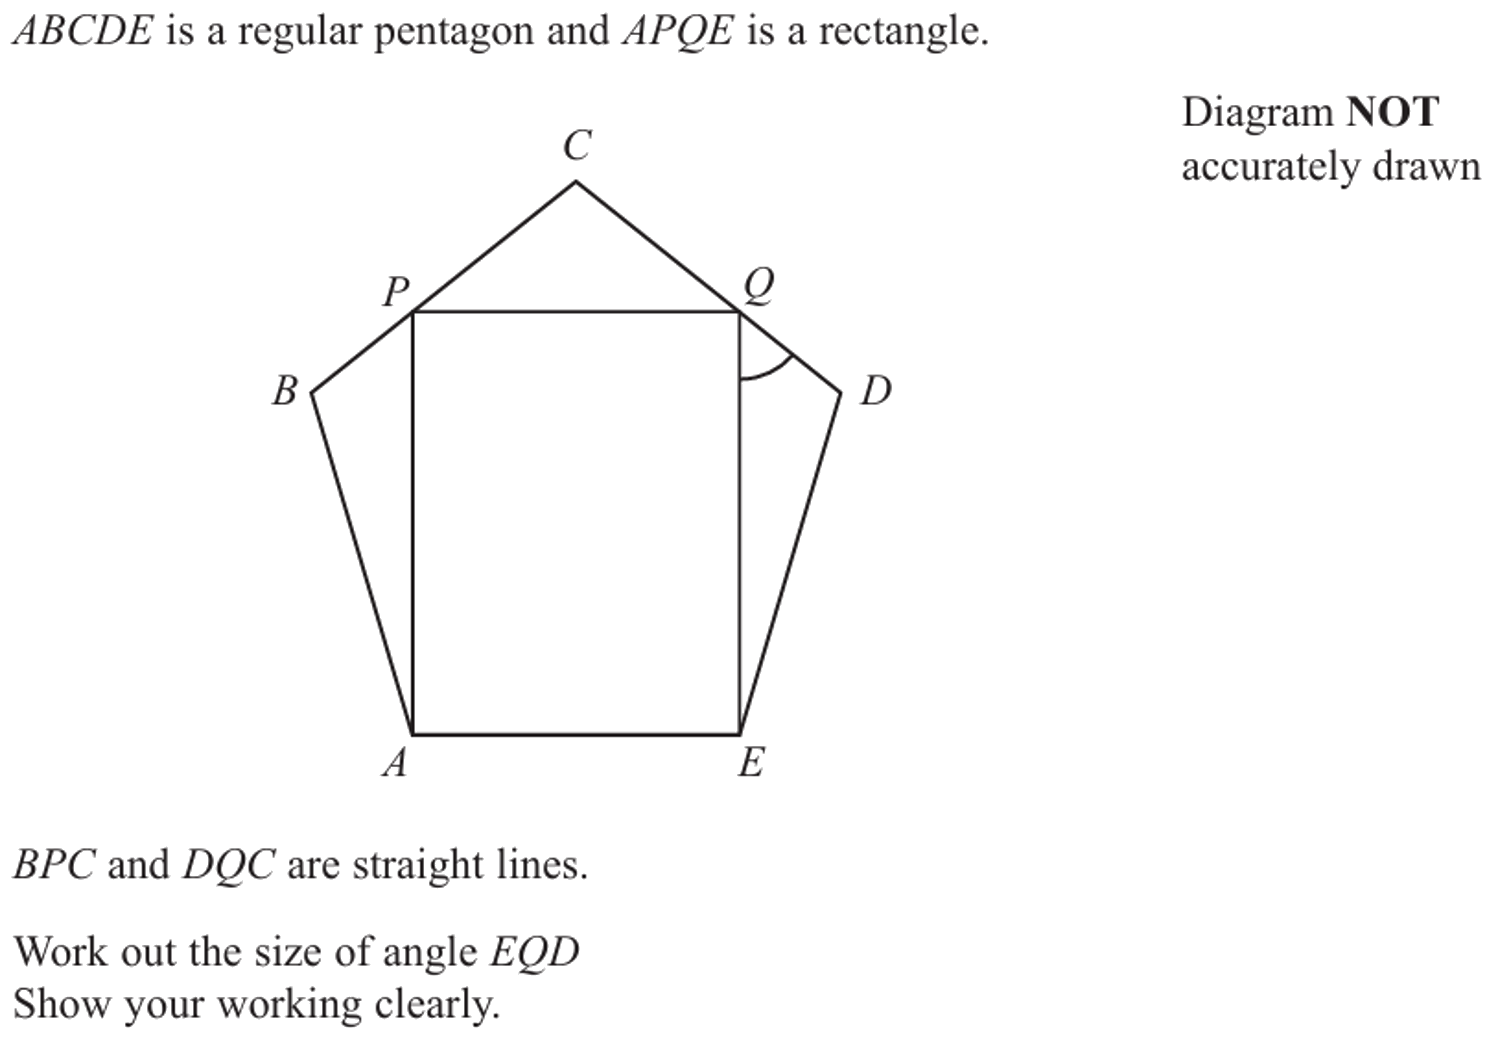 ABCDE is a regular pentagon and APQE is a rectangle.
Diagram NOT
accurately drawn
C
P
Q
B
D
A
E
BPC and DQC are straight lines.
Work out the size of angle EQD
Show your working clearly.